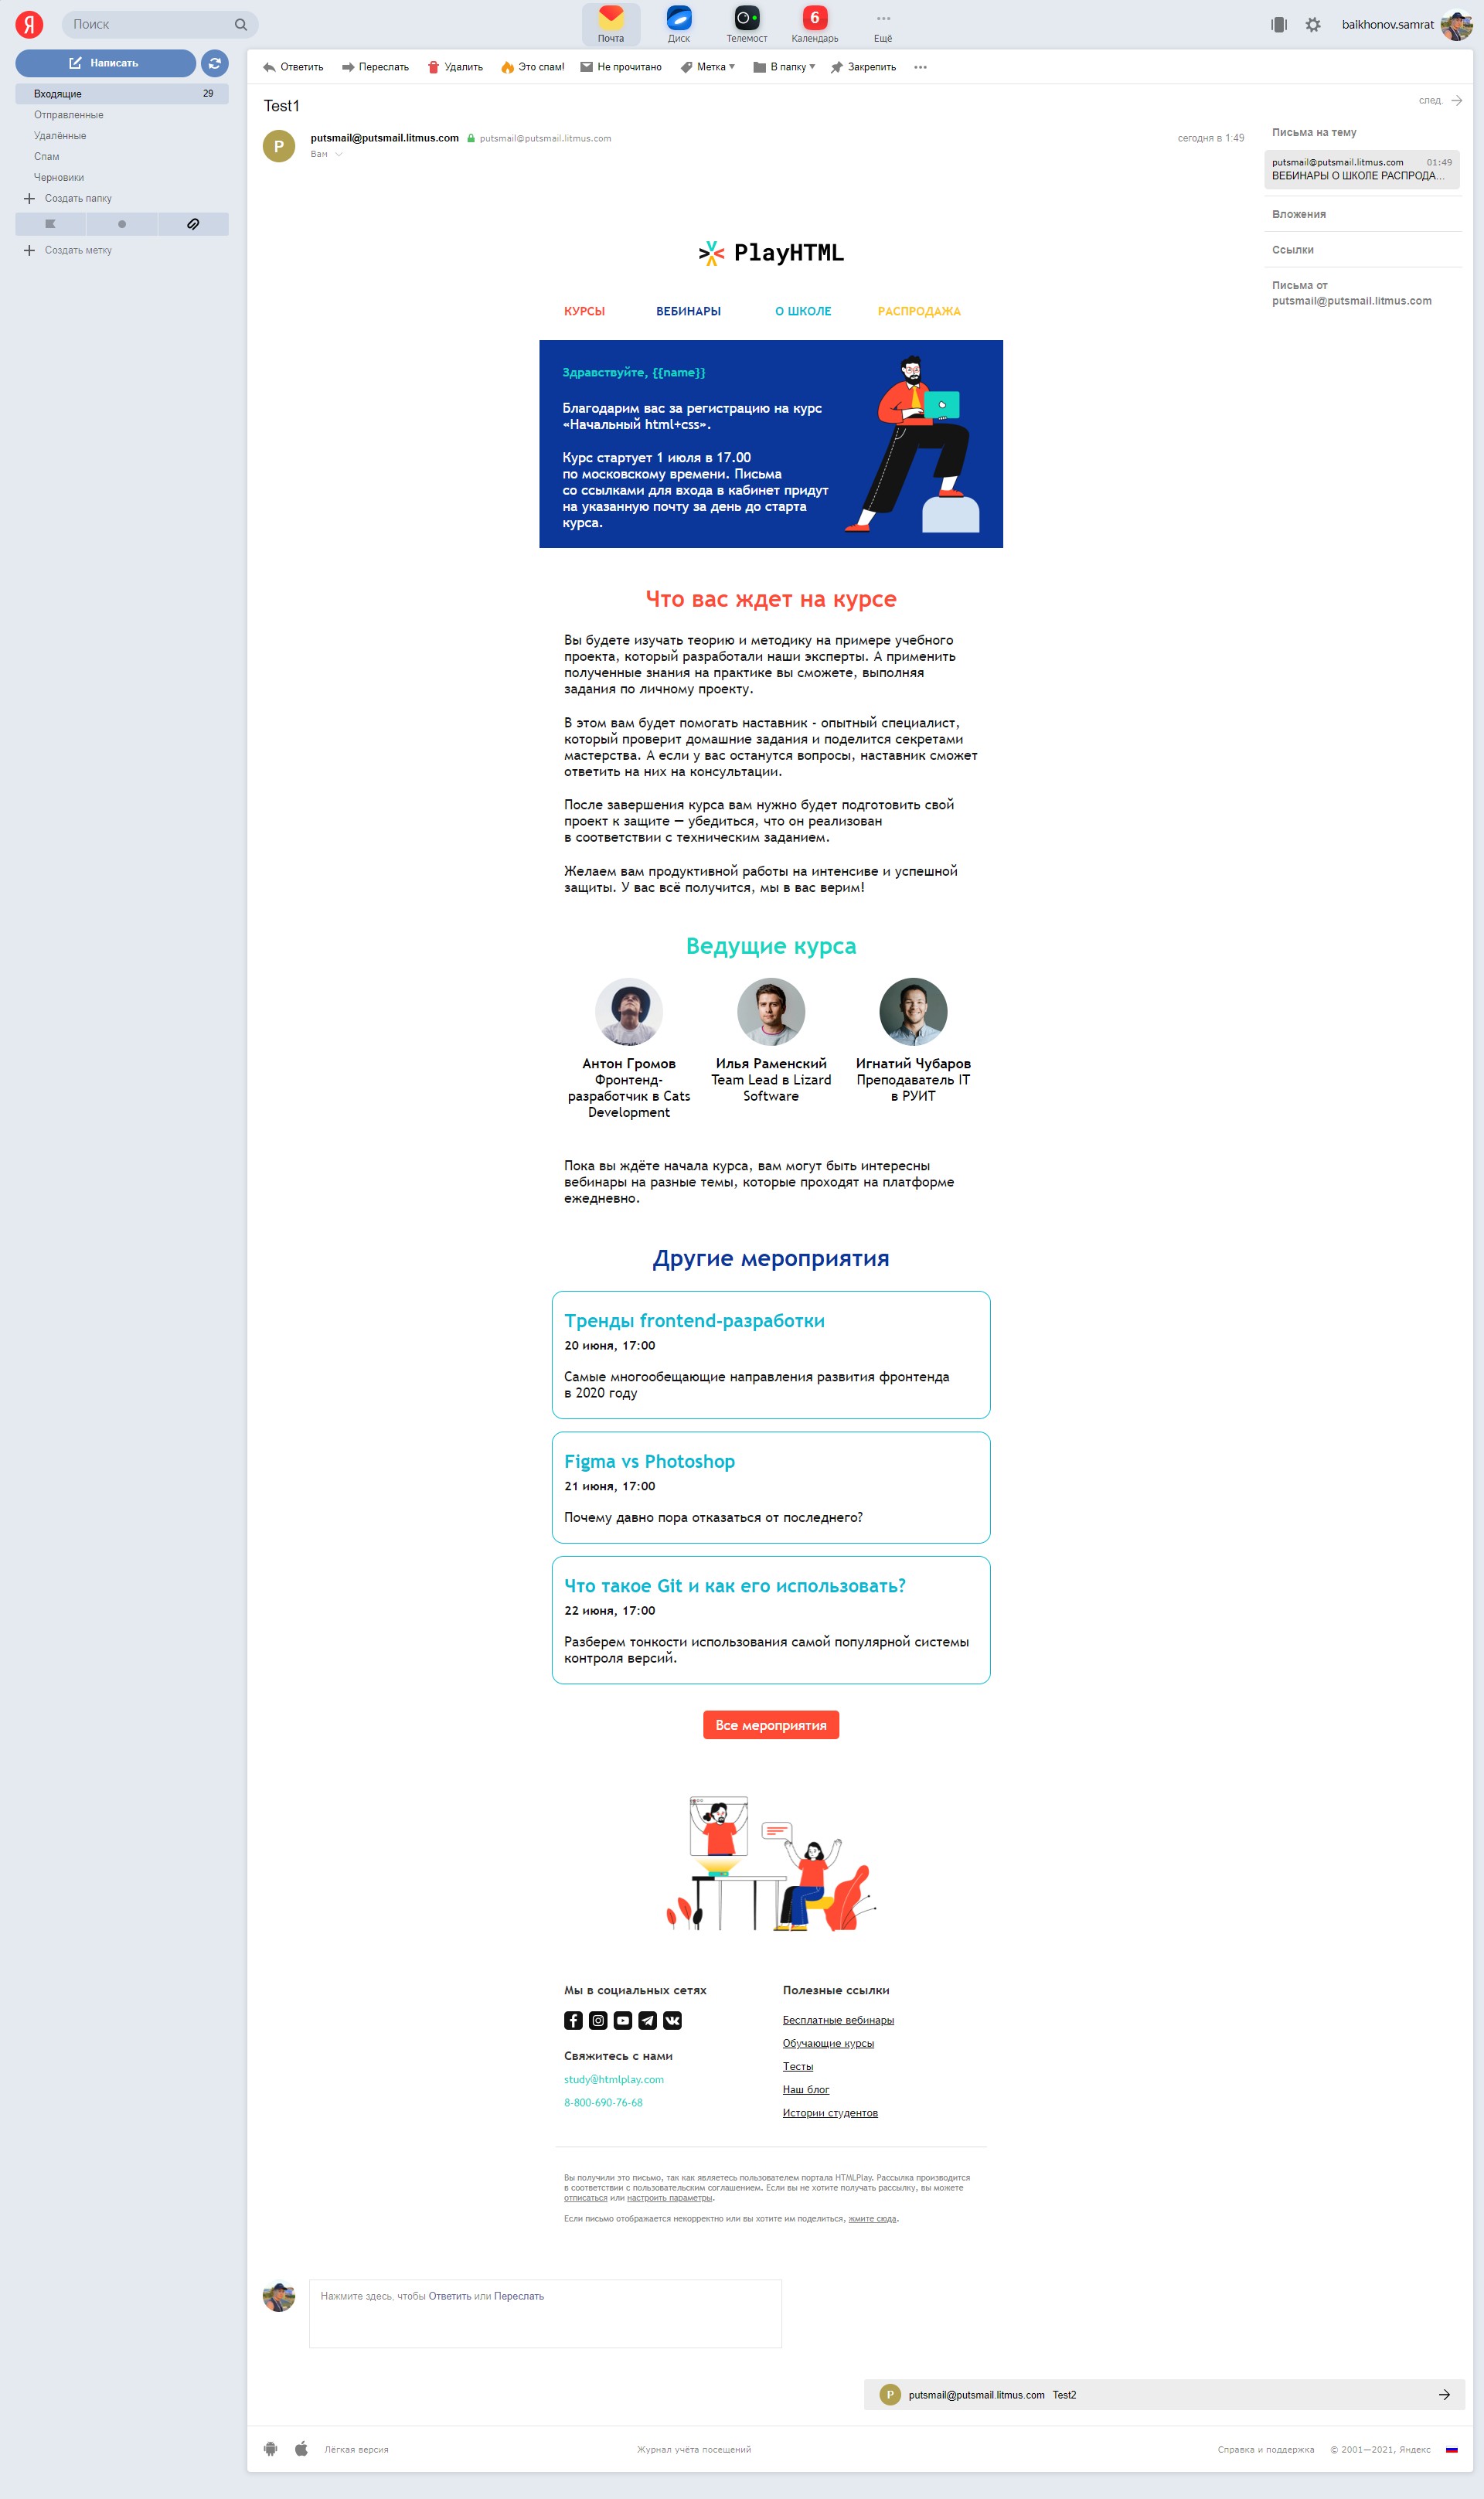 Я
Поиск
Почта
Диск
Телемост
6
Календарь
Ещё
baikhonov.samrat
Написать
Входящие 29
Отправленные
Удалённые
Спам
Черновики
Создать папку
Создать метку
Ответить
Переслать
Удалить
Это спам!
Не прочитано
Метка
В папку
Закрепить
Test1
след.
P
putsmail@putsmail.litmus.com putsmail@putsmail.litmus.com
сегодня в 1:49
Вам
Письма на тему
putsmail@putsmail.litmus.com 01:49
ВЕБИНАРЫ О ШКОЛЕ РАСПРОДА...
Вложения
Ссылки
Письма от
putsmail@putsmail.litmus.com
PlayHTML
КУРСЫ ВЕБИНАРЫ О ШКОЛЕ РАСПРОДАЖА
Здравствуйте, {{name}}
Благодарим вас за регистрацию на курс
«Начальный html+css».
Курс стартует 1 июля в 17.00
по московскому времени. Письма
со ссылками для входа в кабинет придут
на указанную почту за день до старта
курса.
Что вас ждет на курсе
Вы будете изучать теорию и методику на примере учебного
проекта, который разработали наши эксперты. А применить
полученные знания на практике вы сможете, выполняя
задания по личному проекту.
В этом вам будет помогать наставник - опытный специалист,
который проверит домашние задания и поделится секретами
мастерства. А если у вас останутся вопросы, наставник сможет
ответить на них на консультации.
После завершения курса вам нужно будет подготовить свой
проект к защите — убедиться, что он реализован
в соответствии с техническим заданием.
Желаем вам продуктивной работы на интенсиве и успешной
защиты. У вас всё получится, мы в вас верим!
Ведущие курса
Антон Громов
Фронтенд-
разработчик в Cats
Development
Илья Раменский
Team Lead в Lizard
Software
Игнатий Чубаров
Преподаватель IT
в РУИТ
Пока вы ждёте начала курса, вам могут быть интересны
вебинары на разные темы, которые проходят на платформе
ежедневно.
Другие мероприятия
Тренды frontend-разработки
20 июня, 17:00
Самые многообещающие направления развития фронтенда
в 2020 году
Figma vs Photoshop
21 июня, 17:00
Почему давно пора отказаться от последнего?
Что такое Git и как его использовать?
22 июня, 17:00
Разберем тонкости использования самой популярной системы
контроля версий.
Все мероприятия
Мы в социальных сетях
Свяжитесь с нами
study@htmlplay.com
8-800-690-76-68
Полезные ссылки
Бесплатные вебинары
Обучающие курсы
Тесты
Наш блог
Истории студентов
Вы получили это письмо, так как являетесь пользователем портала HTMLPlay. Рассылка производится
в соответствии с пользовательским соглашением. Если вы не хотите получать рассылку, вы можете
отписаться или настроить параметры.
Если письмо отображается некорректно или вы хотите им поделиться, жмите сюда.
Нажмите здесь, чтобы Ответить или Переслать
P putsmail@putsmail.litmus.com Test2
Лёгкая версия
Журнал учёта посещений
Справка и поддержка
© 2001—2021, Яндекс